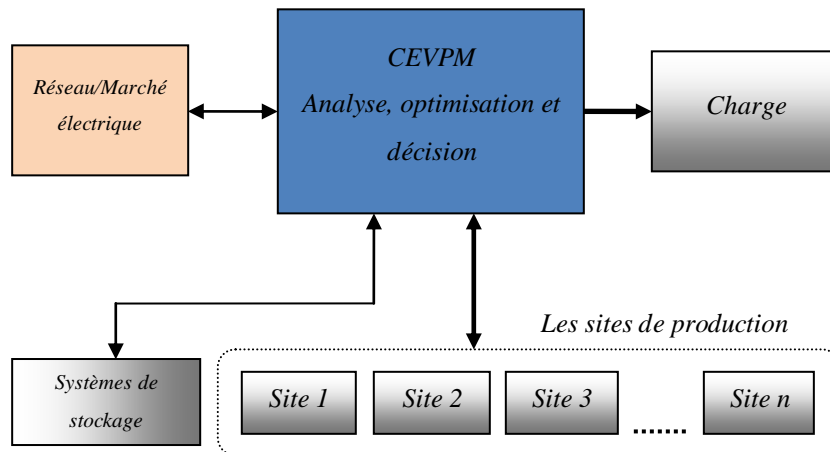 Réseau/Marché
électrique
CEVPM
Analyse, optimisation et
décision
Charge
Les sites de production
Systèmes de
stockage
Site 1
Site 2
Site 3
.......
Site n